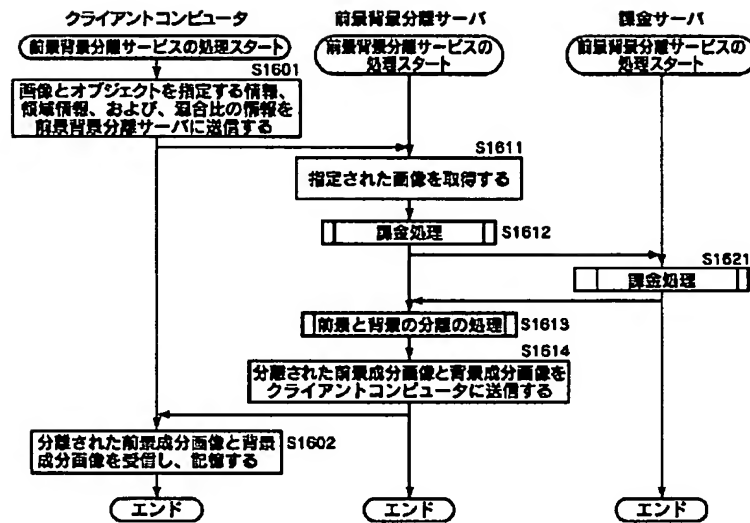 クライアントコンピュータ
前景背景分離サーバ
課金サーバ
前景背景分離サービスの処理スタート
前景背景分離サービスの
処理スタート
前景背景分離サービスの
処理スタート
S1601
画像とオブジェクトを指定する情報、
領域情報、および、混合比の情報を
前景背景分離サーバに送信する
S1611
指定された画像を取得する
課金処理
S1612
S1621
課金処理
前景と背景の分離の処理
S1613
S1614
分離された前景成分画像と背景成分画像を
クライアントコンピュータに送信する
分離された前景成分画像と背景
成分画像を受信し、記憶する
S1602
エンド
エンド
エンド